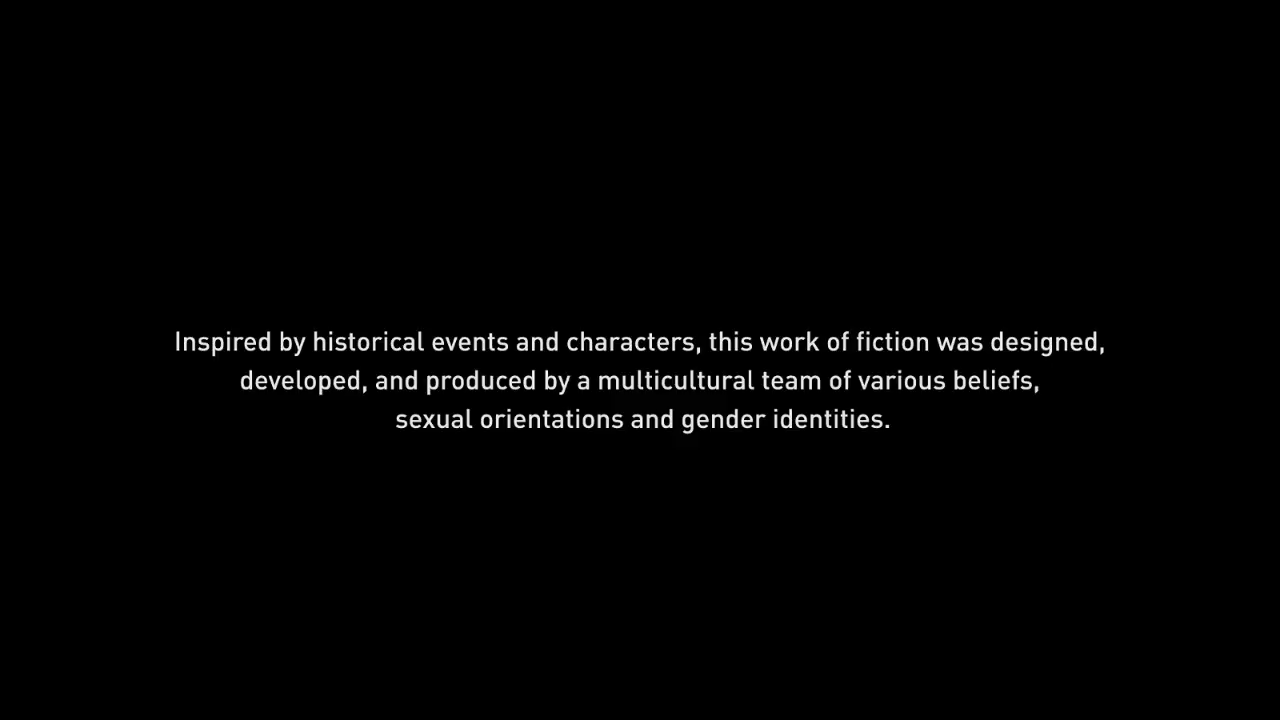 Inspired by historical events and characters, this work of fiction was designed,
developed, and produced by a multicultural team of various beliefs,
sexual orientations and gender identities.